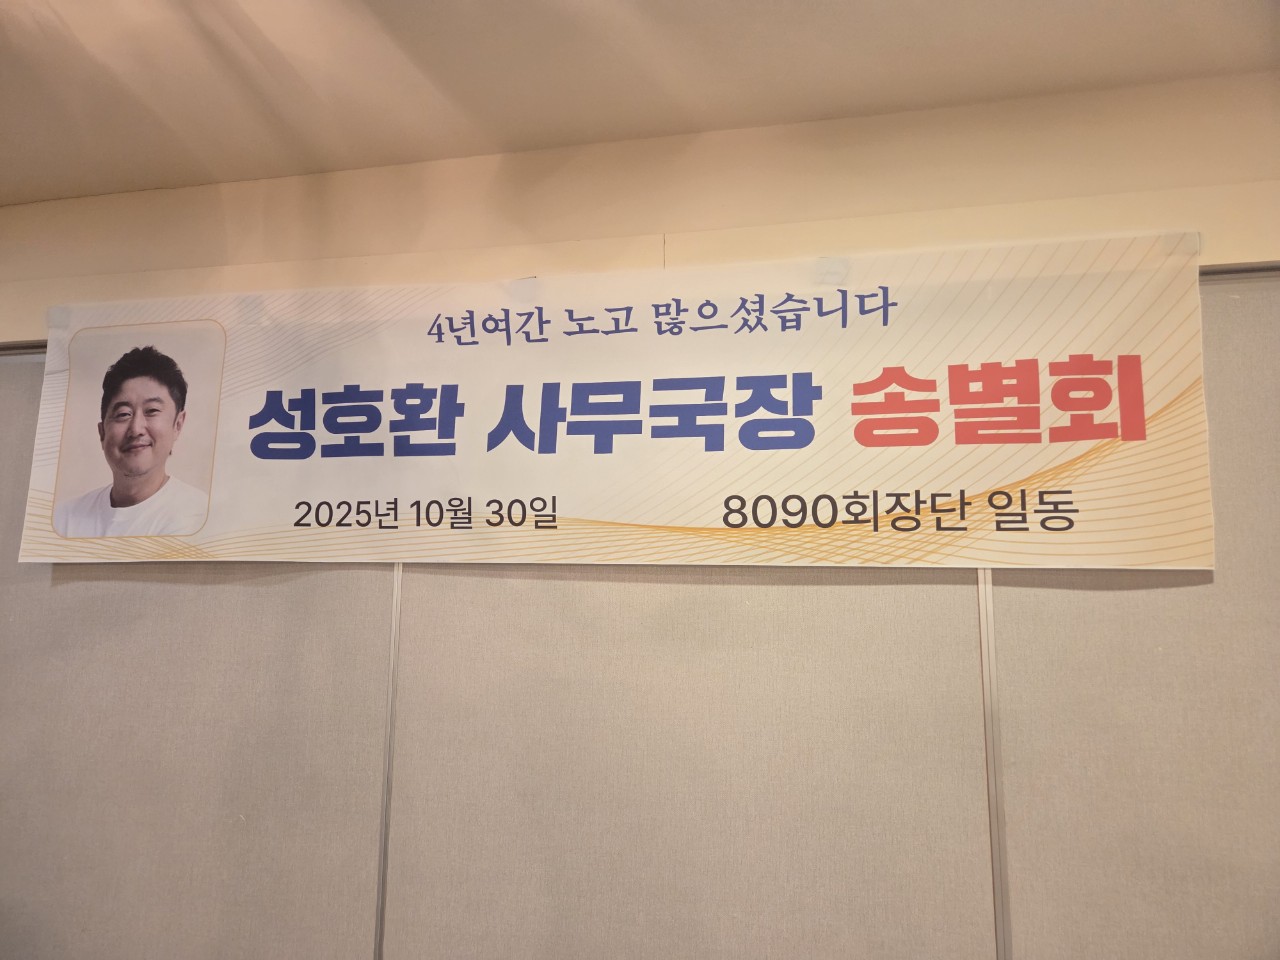 4년여간 노고 많으셨습니다
성호환 사무국장 송별회
2025년 10월 30일 8090회장단 일동